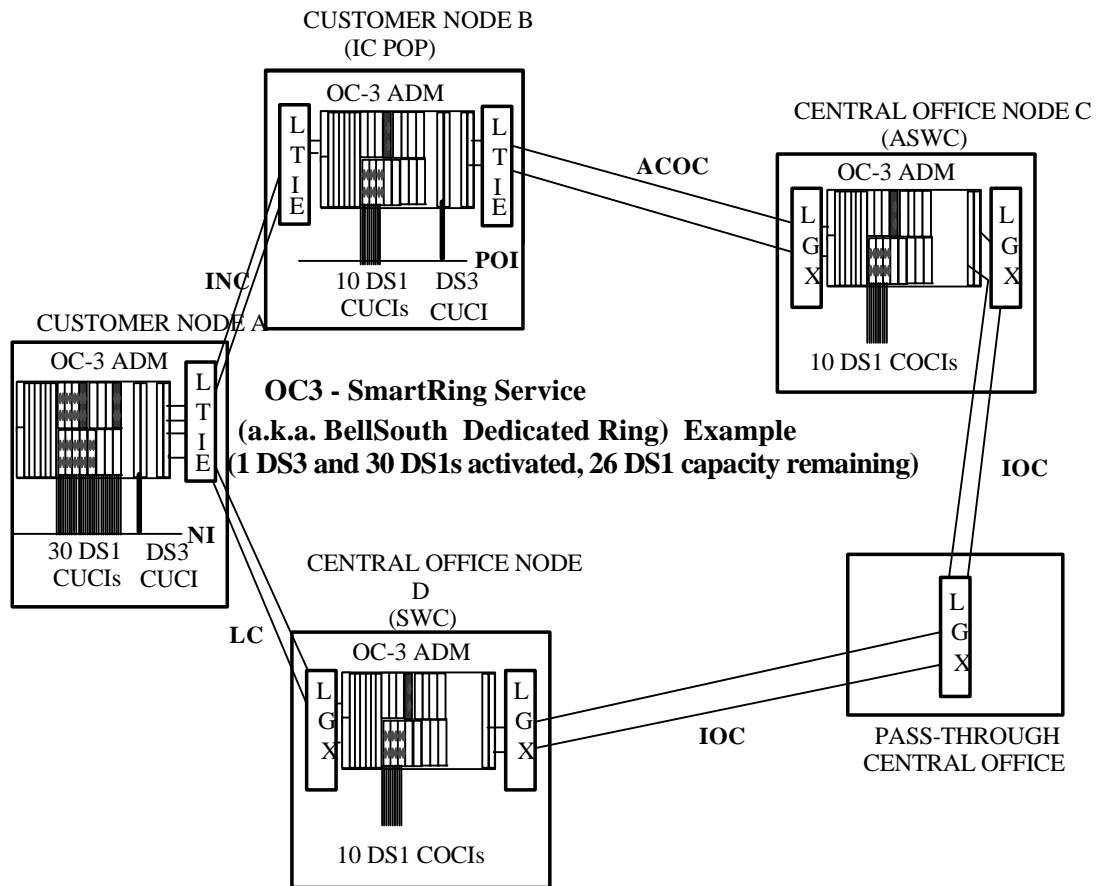 CUSTOMER NODE B
(IC POP)
OC-3 ADM
L
T
I
E
L
T
I
E
POI
10 DS1
CUCIs
DS3
CUCI
INC
ACOC
CENTRAL OFFICE NODE C
(ASWC)
OC-3 ADM
L
G
X
L
G
X
10 DS1 COCIs
CUSTOMER NODE A
OC-3 ADM
L
T
I
E
NI
30 DS1
CUCIs
DS3
CUCI
OC3 - SmartRing Service
(a.k.a. BellSouth Dedicated Ring) Example
(1 DS3 and 30 DS1s activated, 26 DS1 capacity remaining)
IOC
LC
CENTRAL OFFICE NODE
D
(SWC)
OC-3 ADM
L
G
X
L
G
X
10 DS1 COCIs
IOC
L
G
X
PASS-THROUGH
CENTRAL OFFICE